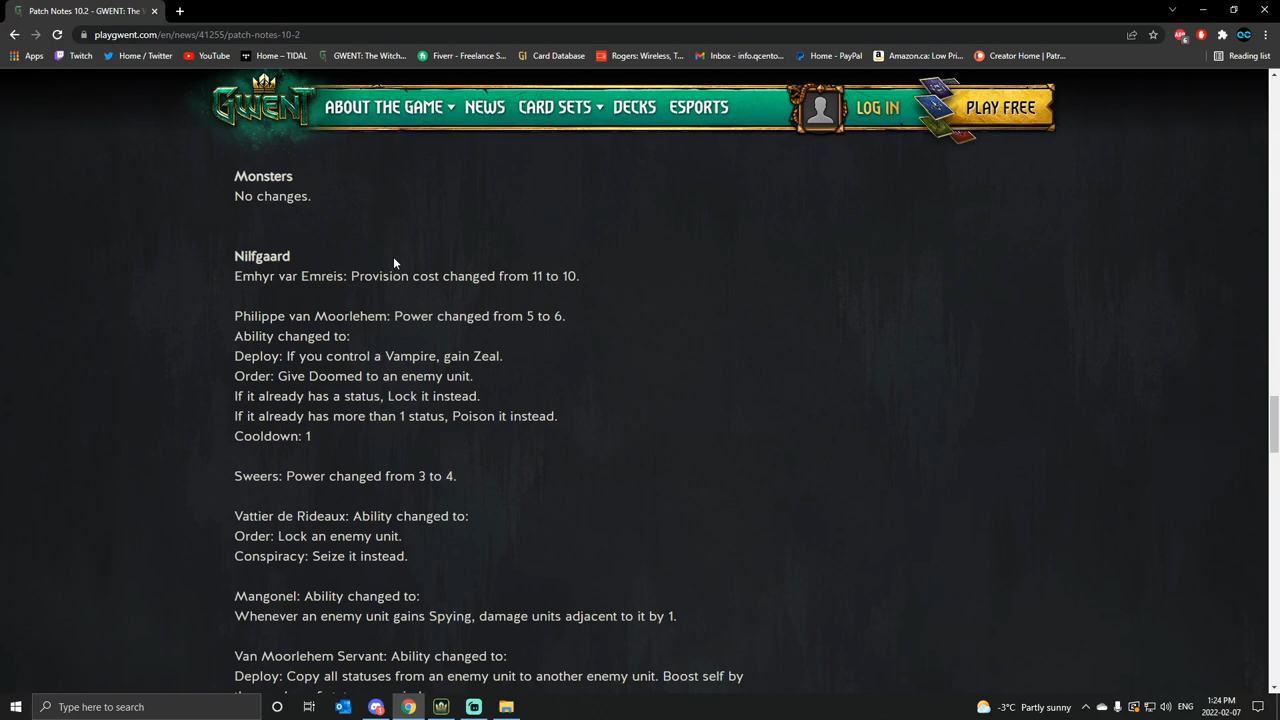 Patch Notes 10.2 - GWENT: The V
playgwent.com/en/news/41255/patch-notes-10-2
Apps
Twitch
Home / Twitter
YouTube
Home – TIDAL
GWENT: The Witch...
Fiverr - Freelance S...
Card Database
Rogers: Wireless, T...
Inbox - iqcento...
Home - PayPal
Amazon.ca: Low Pri...
Creator Home | Patr...
Reading list
GWENT
ABOUT THE GAME
NEWS
CARD SETS
DECKS
ESPORTS
LOG IN
PLAY FREE
Monsters
No changes.
Nilfgaard
Emhyr var Emreis: Provision cost changed from 11 to 10.
Philippe van Moorlehem: Power changed from 5 to 6.
Ability changed to:
Deploy: If you control a Vampire, gain Zeal.
Order: Give Doomed to an enemy unit.
If it already has a status, Lock it instead.
If it already has more than 1 status, Poison it instead.
Cooldown: 1
Sweers: Power changed from 3 to 4.
Vattier de Rideaux: Ability changed to:
Order: Lock an enemy unit.
Conspiracy: Seize it instead.
Mangonel: Ability changed to:
Whenever an enemy unit gains Spying, damage units adjacent to it by 1.
Van Moorlehem Servant: Ability changed to:
Deploy: Copy all statuses from an enemy unit to another enemy unit. Boost self by
Type here to search
-3°C Partly sunny
ENG
1:24 PM
2022-02-07